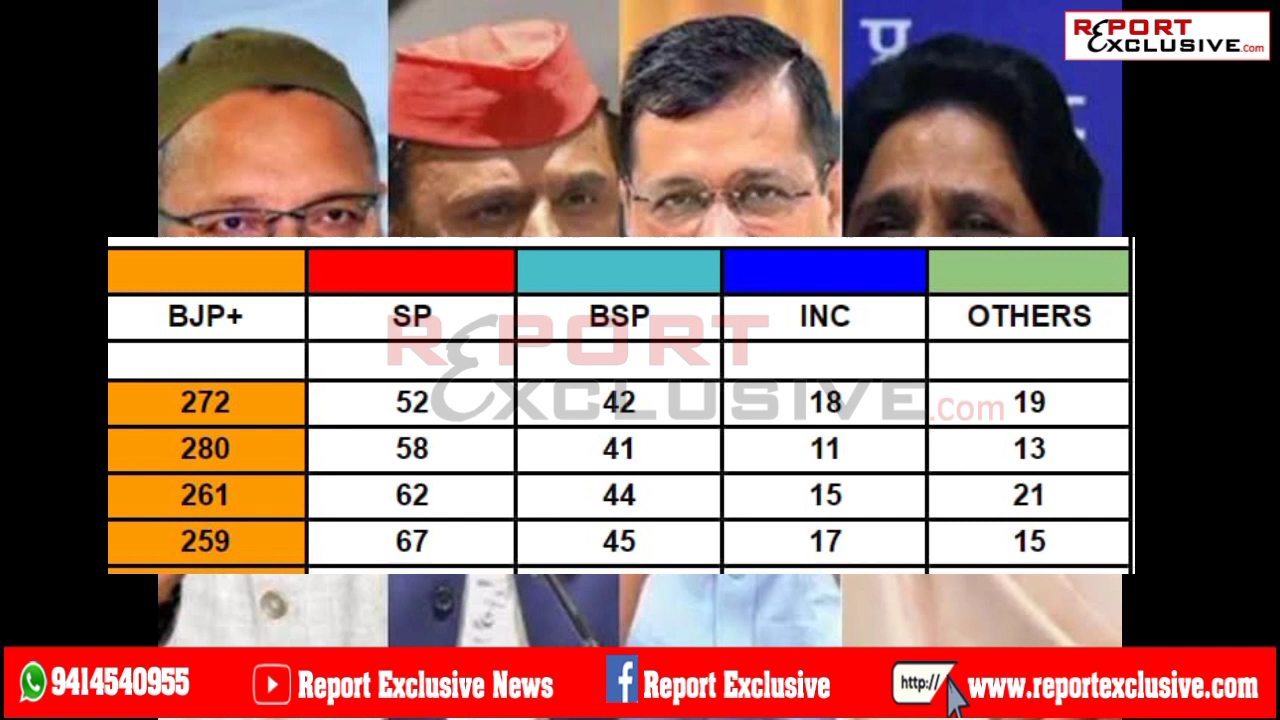 प्र
REPORT
EXCLUSIVE.com
BJP+ SP BSP INC OTHERS
REPORT
EXCLUSIVE.com
272 52 42 18 19
280 58 41 11 13
261 62 44 15 21
259 67 45 17 15
9414540955 Report Exclusive News Report Exclusive http:// www.reportexclusive.com